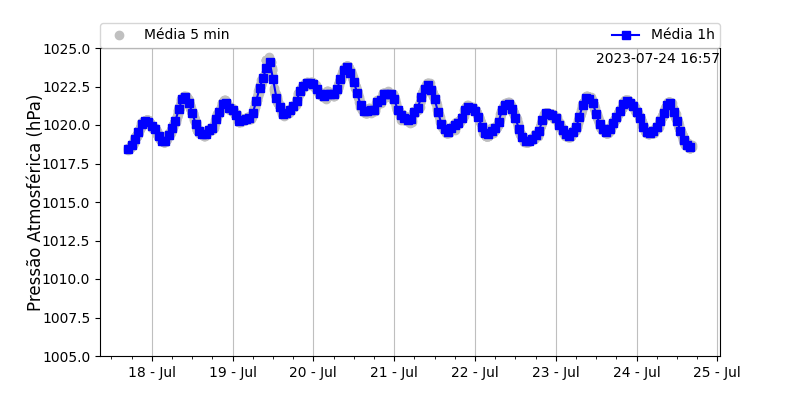 Média 5 min
Média 1h
2023-07-24 16:57
Pressão Atmosférica (hPa)
1025.0
1022.5
1020.0
1017.5
1015.0
1012.5
1010.0
1007.5
1005.0
18 - Jul
19 - Jul
20 - Jul
21 - Jul
22 - Jul
23 - Jul
24 - Jul
25 - Jul